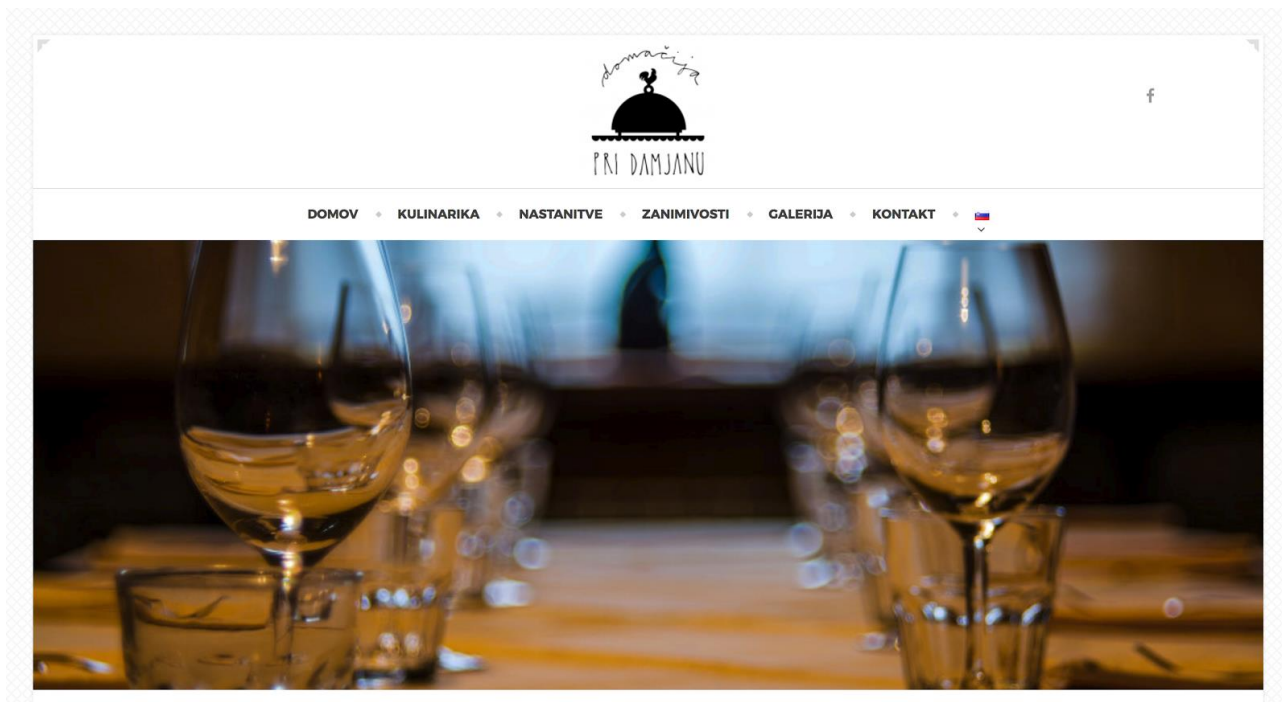 domačija
PRI DAMJANU
DOMOV KULINARIKA NASTANITVE ZANIMIVOSTI GALERIJA KONTAKT